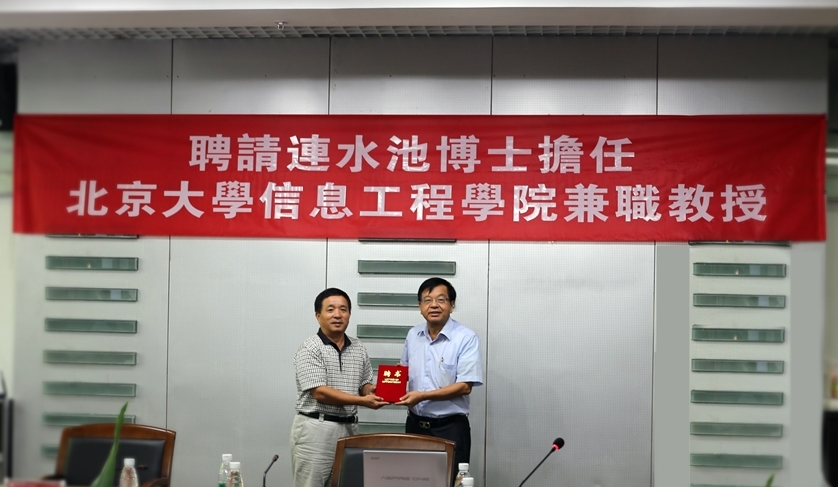 聘請連水池博士擔任
北京大學信息工程學院兼職教授
聘书